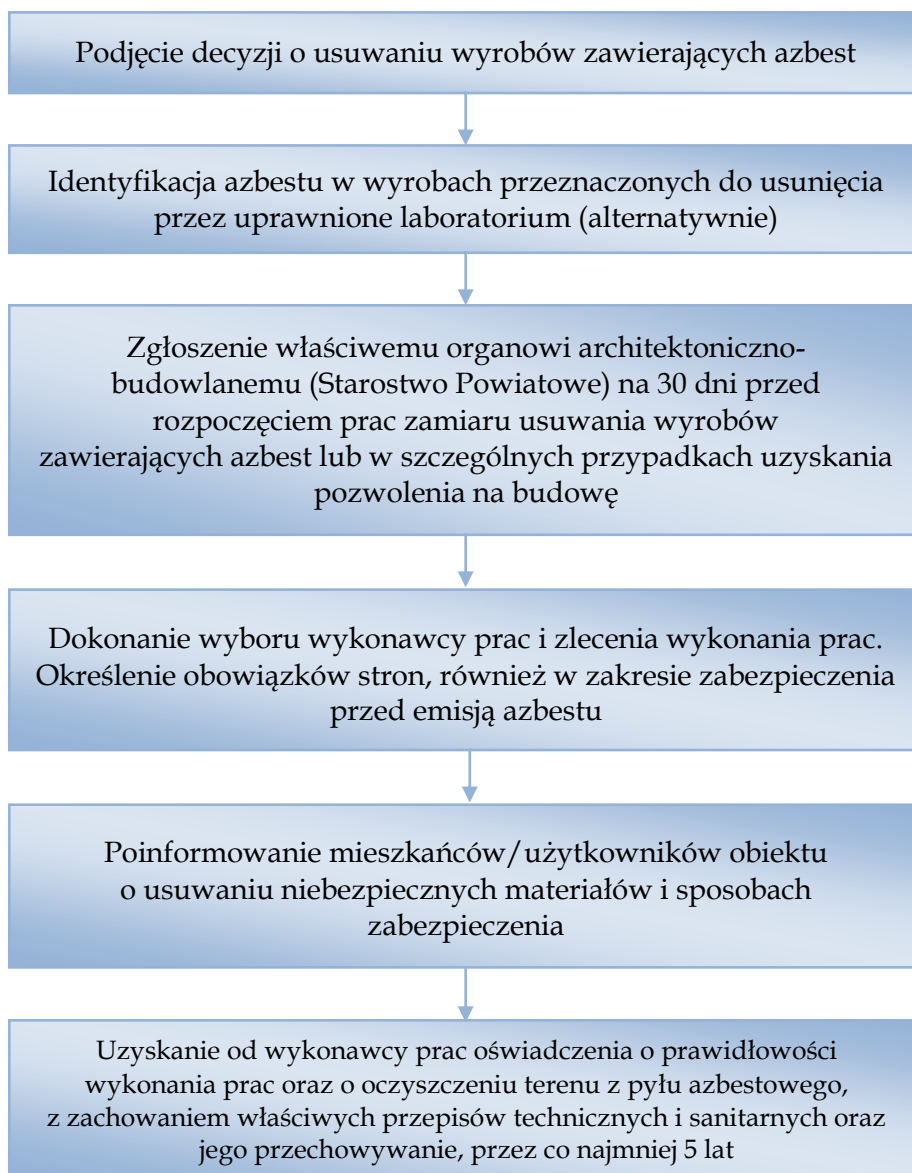 Podjęcie decyzji o usuwaniu wyrobów zawierających azbest
Identyfikacja azbestu w wyrobach przeznaczonych do usunięcia
przez uprawnione laboratorium (alternatywnie)
Zgłoszenie właściwemu organowi architektoniczno-
budowlanemu (Starostwo Powiatowe) na 30 dni przed
rozpoczęciem prac zamiaru usuwania wyrobów
zawierających azbest lub w szczególnych przypadkach uzyskania
pozwolenia na budowę
Dokonanie wyboru wykonawcy prac i zlecenia wykonania prac.
Określenie obowiązków stron, również w zakresie zabezpieczenia
przed emisją azbestu
Poinformowanie mieszkańców/użytkowników obiektu
o usuwaniu niebezpiecznych materiałów i sposobach
zabezpieczenia
Uzyskanie od wykonawcy prac oświadczenia o prawidłowości
wykonania prac oraz o oczyszczeniu terenu z pyłu azbestowego,
z zachowaniem właściwych przepisów technicznych i sanitarnych oraz
jego przechowywanie, przez co najmniej 5 lat